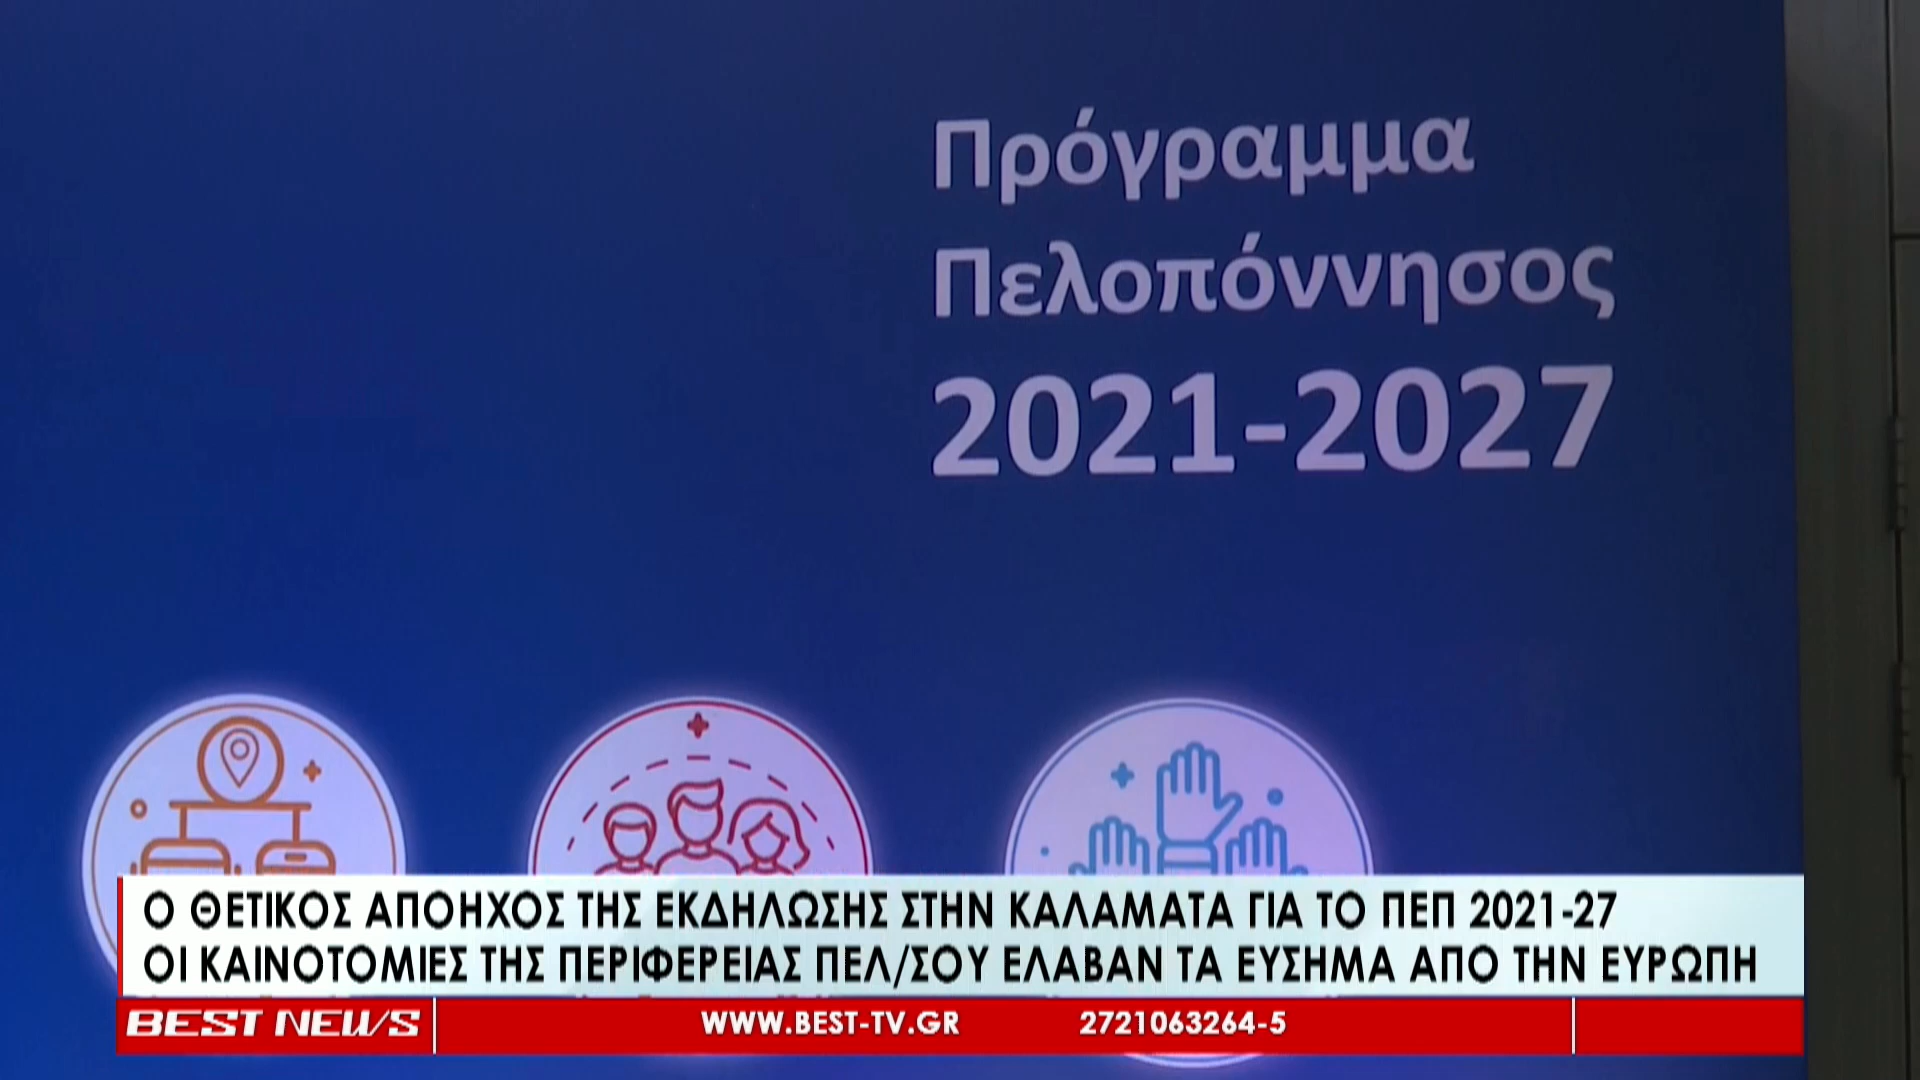 Πρόγραμμα
Πελοπόννησος
2021-2027
Ο ΘΕΤΙΚΟΣ ΑΠΟΗΧΟΣ ΤΗΣ ΕΚΔΗΛΩΣΗΣ ΣΤΗΝ ΚΑΛΑΜΑΤΑ ΓΙΑ ΤΟ ΠΕΠ 2021-27
ΟΙ ΚΑΙΝΟΤΟΜΙΕΣ ΤΗΣ ΠΕΡΙΦΕΡΕΙΑΣ ΠΕΛ/ΣΟΥ ΕΛΑΒΑΝ ΤΑ ΕΥΣΗΜΑ ΑΠΟ ΤΗΝ ΕΥΡΩΠΗ
BEST NEWS WWW.BEST-TV.GR 2721063264-5